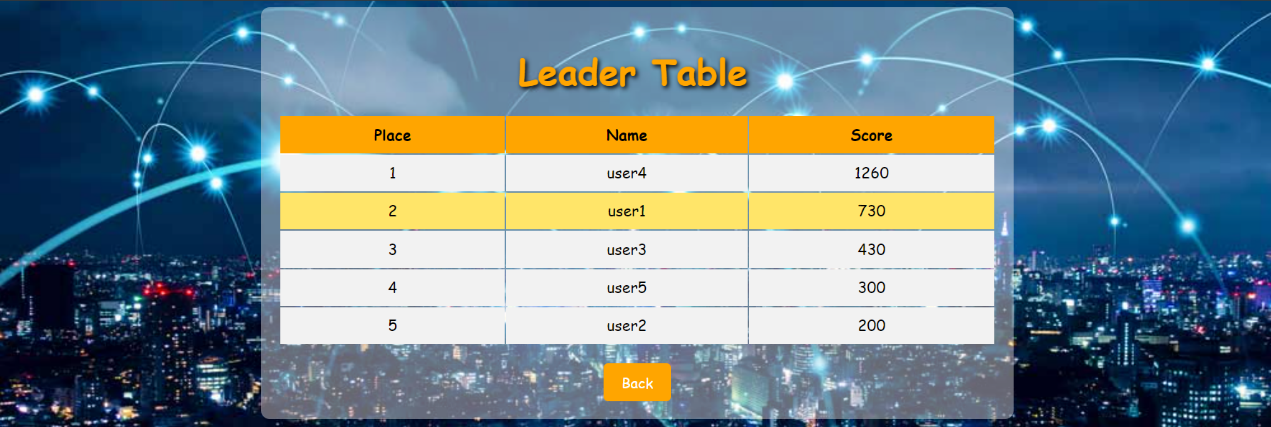 Leader Table
Place Name Score
1 user4 1260
2 user1 730
3 user3 430
4 user5 300
5 user2 200
Back